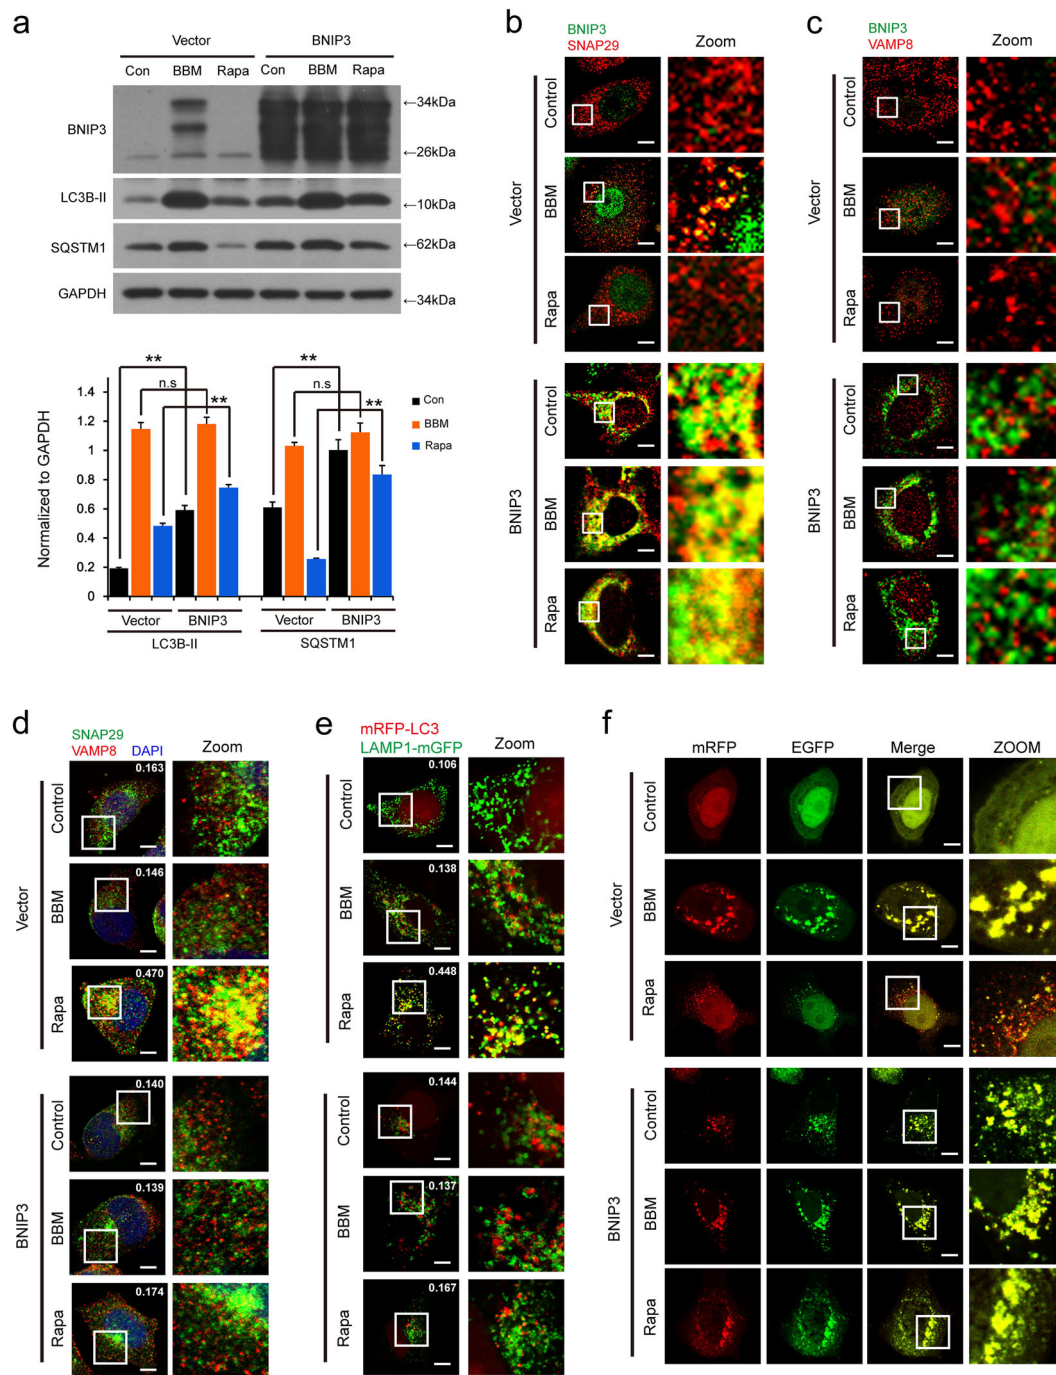 a
Vector
BNIP3
Con
BBM
Rapa
Con
BBM
Rapa
BNIP3
←34kDa
←26kDa
LC3B-II
←10kDa
SQSTM1
←62kDa
GAPDH
←34kDa
Normalized to GAPDH
1.4
1.2
1
0.8
0.6
0.4
0.2
0
**
n.s
**
**
n.s
**
Con
BBM
Rapa
Vector
BNIP3
Vector
BNIP3
LC3B-II
SQSTM1
b
BNIP3
SNAP29
Zoom
Vector
Control
BBM
Rapa
BNIP3
Control
BBM
Rapa
c
BNIP3
VAMP8
Zoom
Vector
Control
BBM
Rapa
BNIP3
Control
BBM
Rapa
d
SNAP29
VAMP8 DAPI
Zoom
Vector
Control
0.163
BBM
0.146
Rapa
0.470
BNIP3
Control
0.140
BBM
0.139
Rapa
0.174
e
mRFP-LC3
LAMP1-mGFP
Zoom
Control
0.106
BBM
0.138
Rapa
0.448
Control
0.144
BBM
0.137
Rapa
0.167
f
mRFP
EGFP
Merge
ZOOM
Vector
Control
BBM
Rapa
BNIP3
Control
BBM
Rapa